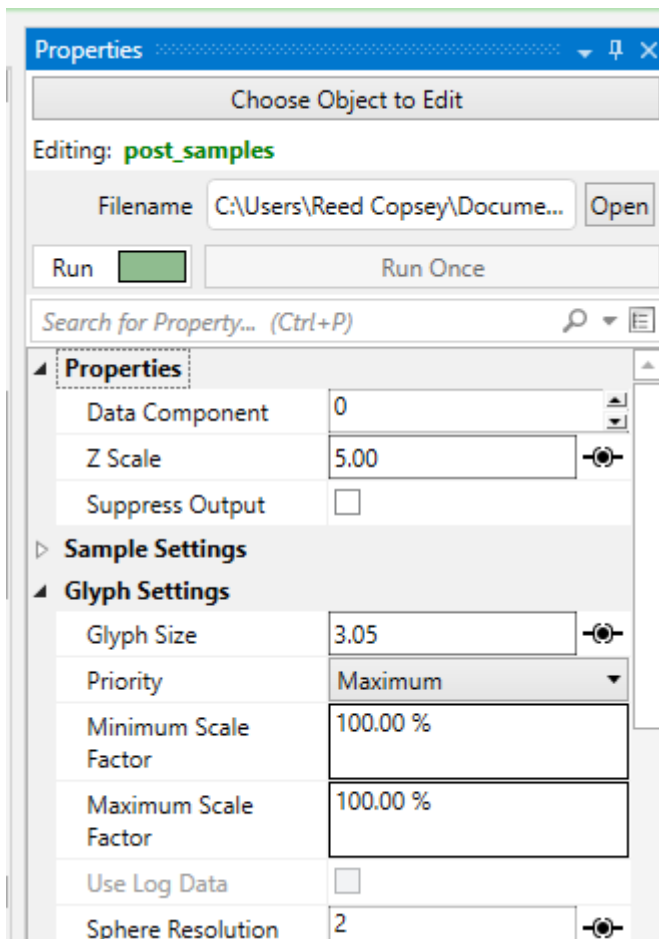 Properties
Choose Object to Edit
Editing: post_samples
Filename C:\Users\Reed Copsey\Docume... Open
Run Run Once
Search for Property... (Ctrl+P)
Properties
Data Component 0
Z Scale 5.00
Suppress Output
Sample Settings
Glyph Settings
Glyph Size 3.05
Priority Maximum
Minimum Scale 100.00 %
Factor
Maximum Scale 100.00 %
Factor
Use Log Data
Sphere Resolution 2